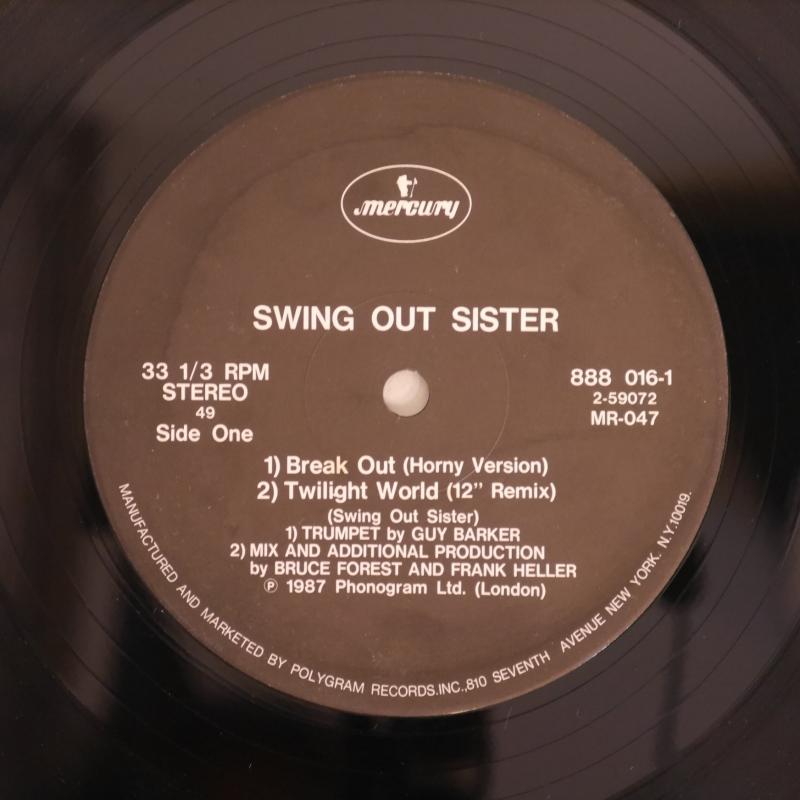 mercury
SWING OUT SISTER
33 1/3 RPM
STEREO
49
Side One
888 016-1
2-59072
MR-047
1) Break Out (Horny Version)
2) Twilight World (12" Remix)
(Swing Out Sister)
1) TRUMPET by GUY BARKER
2) MIX AND ADDITIONAL PRODUCTION
by BRUCE FOREST AND FRANK HELLER
℗ 1987 Phonogram Ltd. (London)
MANUFACTURED AND MARKETED BY POLYGRAM RECORDS.INC.,810 SEVENTH AVENUE NEW YORK. N.Y.10019.